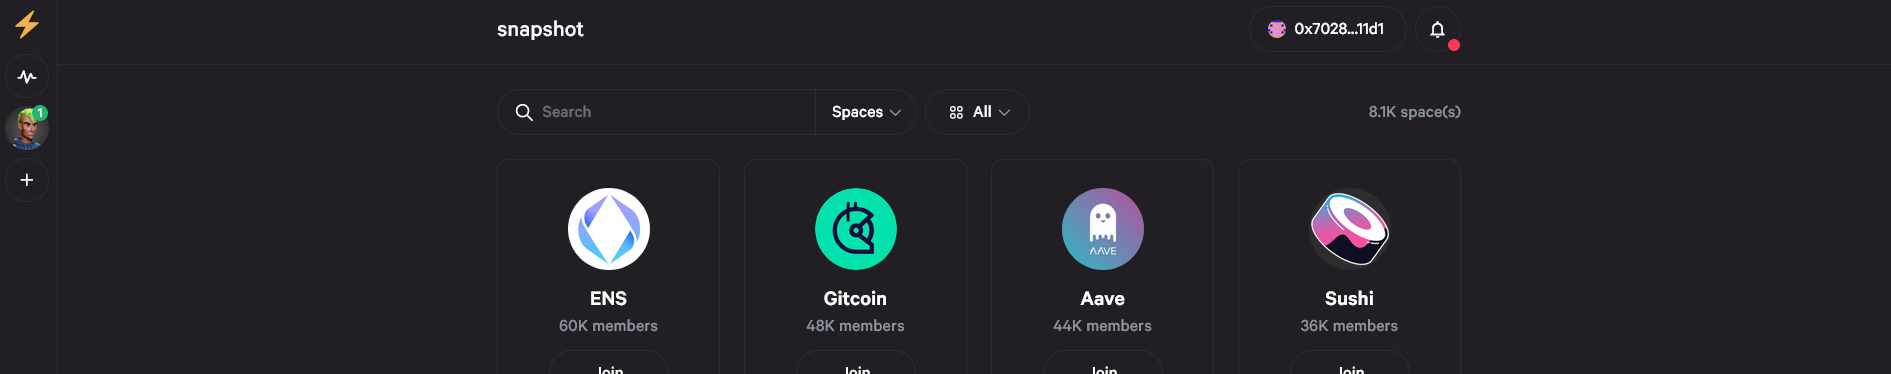 snapshot
0x7028...11d1
1
Search
Spaces
All
8.1K space(s)
AAVE
ENS
Gitcoin
Aave
Sushi
60K members
48K members
44K members
36K members
Join
Join
Join
Join